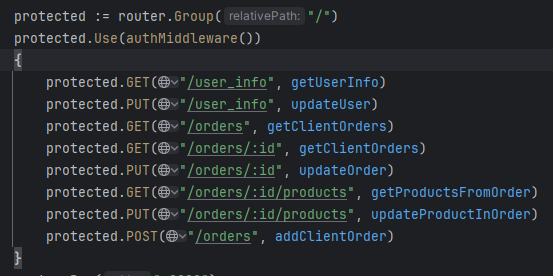 protected := router.Group( relativePath: "/")
protected.Use(authMiddleware())
{
protected.GET("/user_info", getUserInfo)
protected.PUT("/user_info", updateUser)
protected.GET("/orders", getClientOrders)
protected.GET("/orders/:id", getClientOrders)
protected.PUT("/orders/:id", updateOrder)
protected.GET("/orders/:id/products", getProductsFromOrder)
protected.PUT("/orders/:id/products", updateProductInOrder)
protected.POST("/orders", addClientOrder)
}